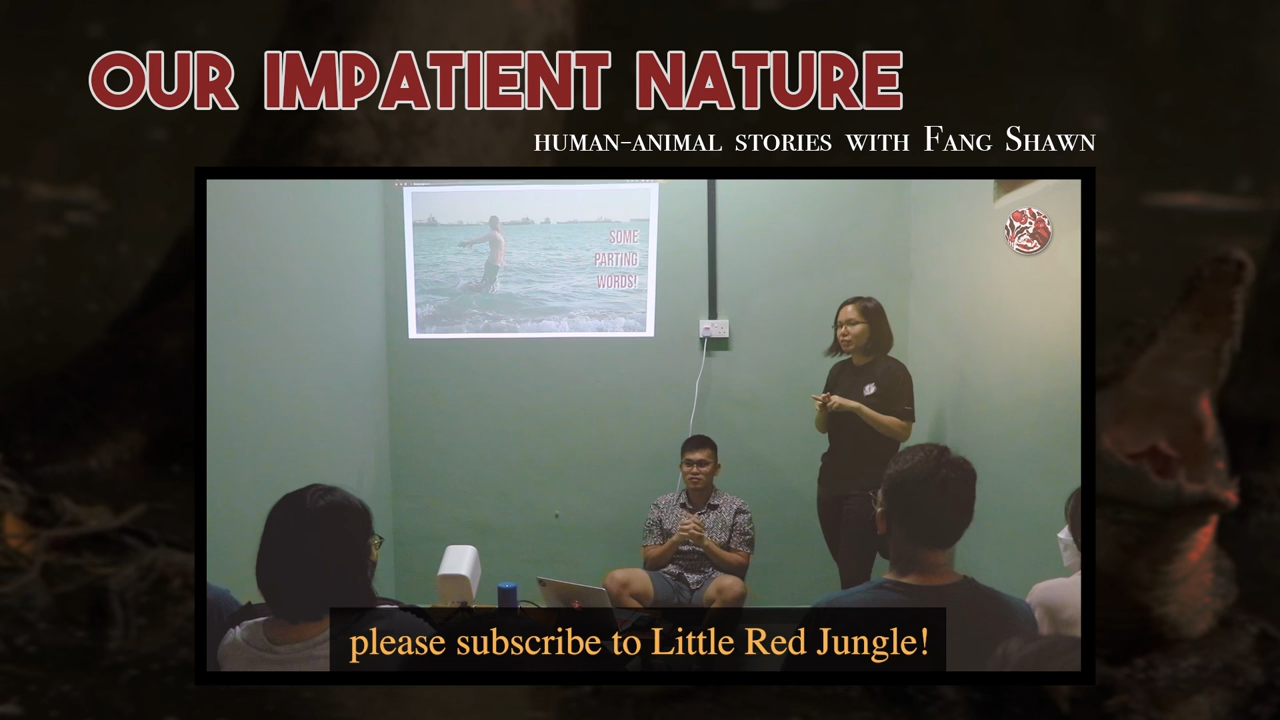 OUR IMPATIENT NATURE
HUMAN-ANIMAL STORIES WITH FANG SHAWN
SOME
PARTING
WORDS!
please subscribe to Little Red Jungle!